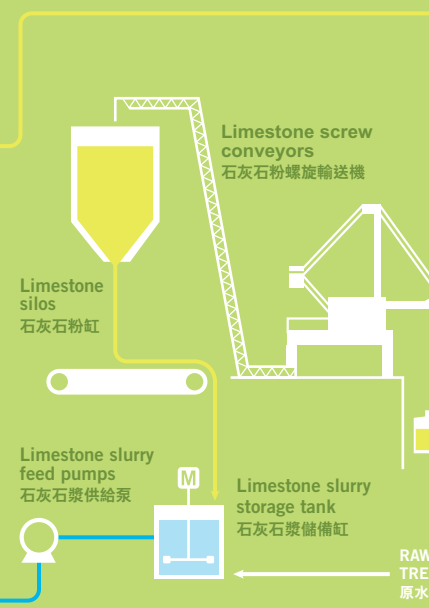 Limestone screw
conveyors
石灰石粉螺旋輸送機
Limestone
silos
石灰石粉缸
Limestone slurry
feed pumps
石灰石漿供給泵
M
Limestone slurry
storage tank
石灰石漿儲備缸
RAW
TRE
原水